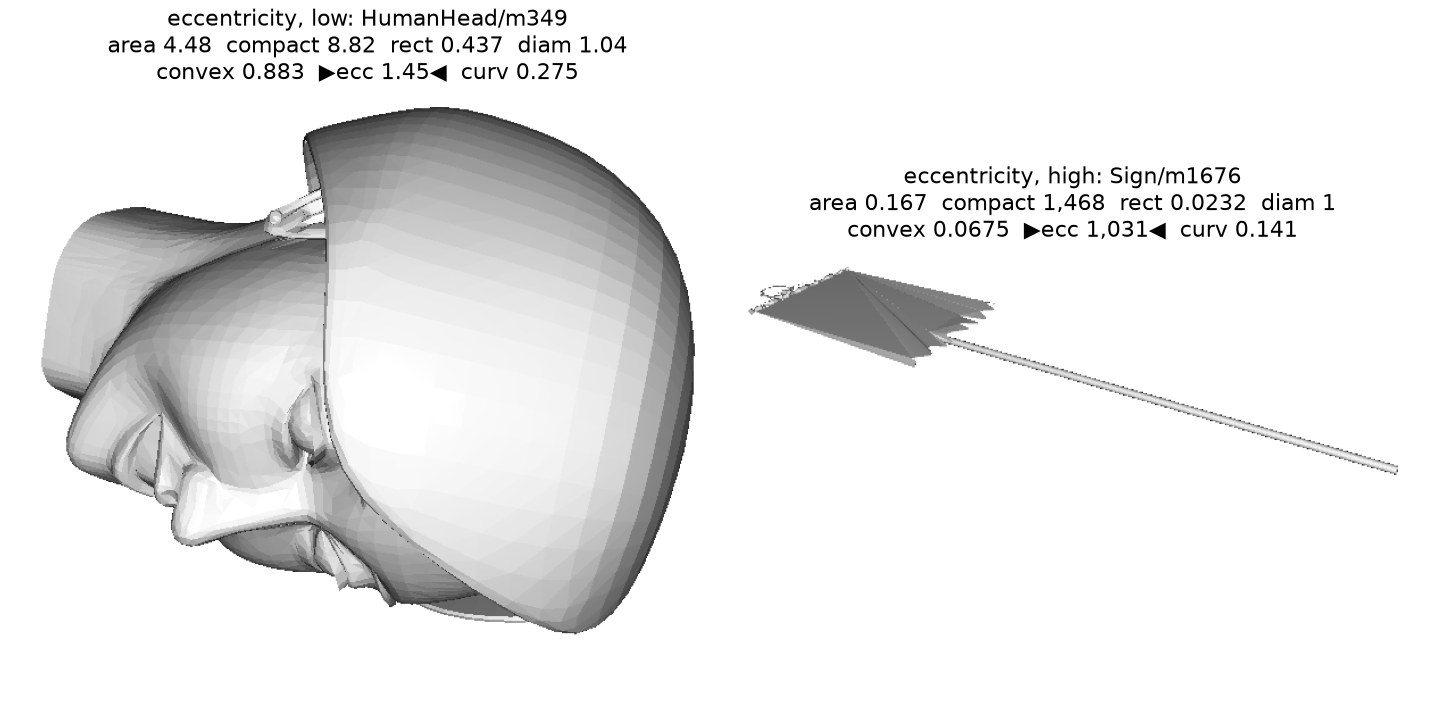 eccentricity, low: HumanHead/m349
area 4.48  compact 8.82  rect 0.437  diam 1.04
convex 0.883  ▶ecc 1.45◀  curv 0.275
eccentricity, high: Sign/m1676
area 0.167  compact 1,468  rect 0.0232  diam 1
convex 0.0675  ▶ecc 1,031◀  curv 0.141